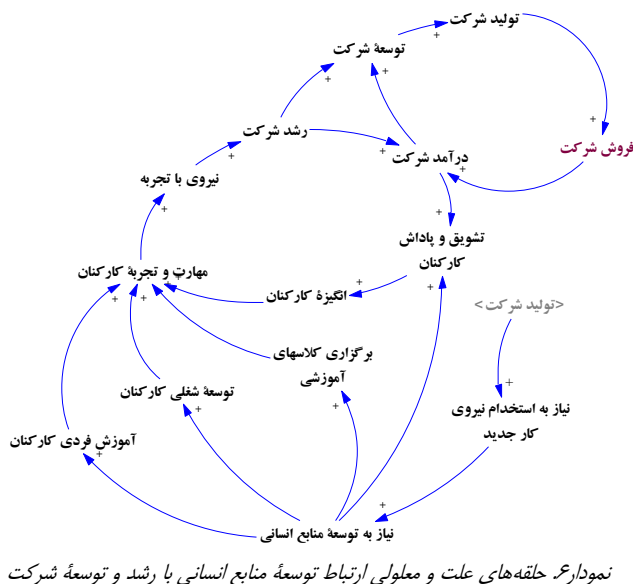 تولید شرکت
+
توسعهٔ شرکت
+
+
+
رشد شرکت
+
+
فروش شرکت
+
درآمد شرکت
+
نیروی با تجربه
+
+
تشویق و پاداش
کارکنان
+
مهارت و تجربهٔ کارکنان
+
+
+
+
+
انگیزهٔ کارکنان
<تولید شرکت>
برگزاری کلاسهای
آموزشی
+
توسعهٔ شغلی کارکنان
+
+
نیاز به استخدام نیروی
کار جدید
آموزش فردی کارکنان
+
+
نیاز به توسعهٔ منابع انسانی
نمودار۶. حلقه‌های علت و معلولی ارتباط توسعهٔ منابع انسانی با رشد و توسعهٔ شرکت